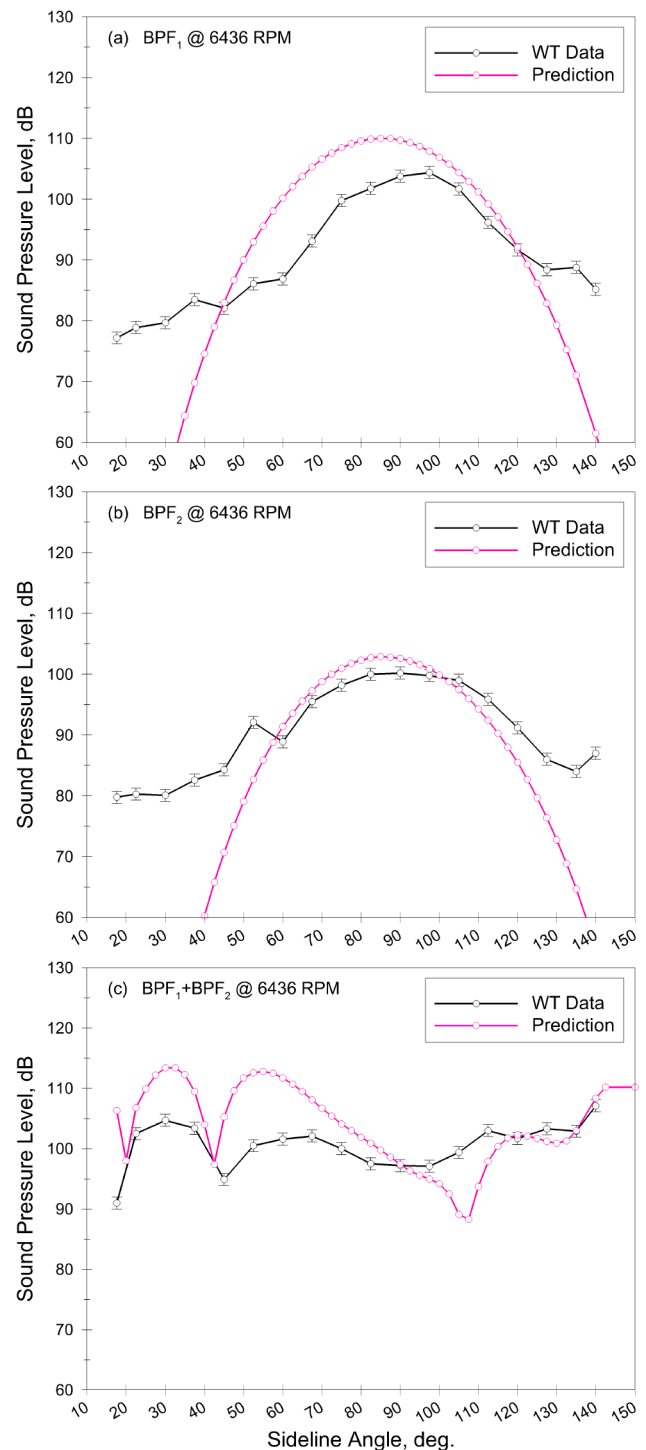 130
(a) BPF₁ @ 6436 RPM
WT Data
Prediction
120
110
100
90
80
70
60
Sound Pressure Level, dB
10 20 30 40 50 60 70 80 90 100 110 120 130 140 150
130
(b) BPF₂ @ 6436 RPM
WT Data
Prediction
120
110
100
90
80
70
60
Sound Pressure Level, dB
10 20 30 40 50 60 70 80 90 100 110 120 130 140 150
130
(c) BPF₁+BPF₂ @ 6436 RPM
WT Data
Prediction
120
110
100
90
80
70
60
Sound Pressure Level, dB
10 20 30 40 50 60 70 80 90 100 110 120 130 140 150
Sideline Angle, deg.